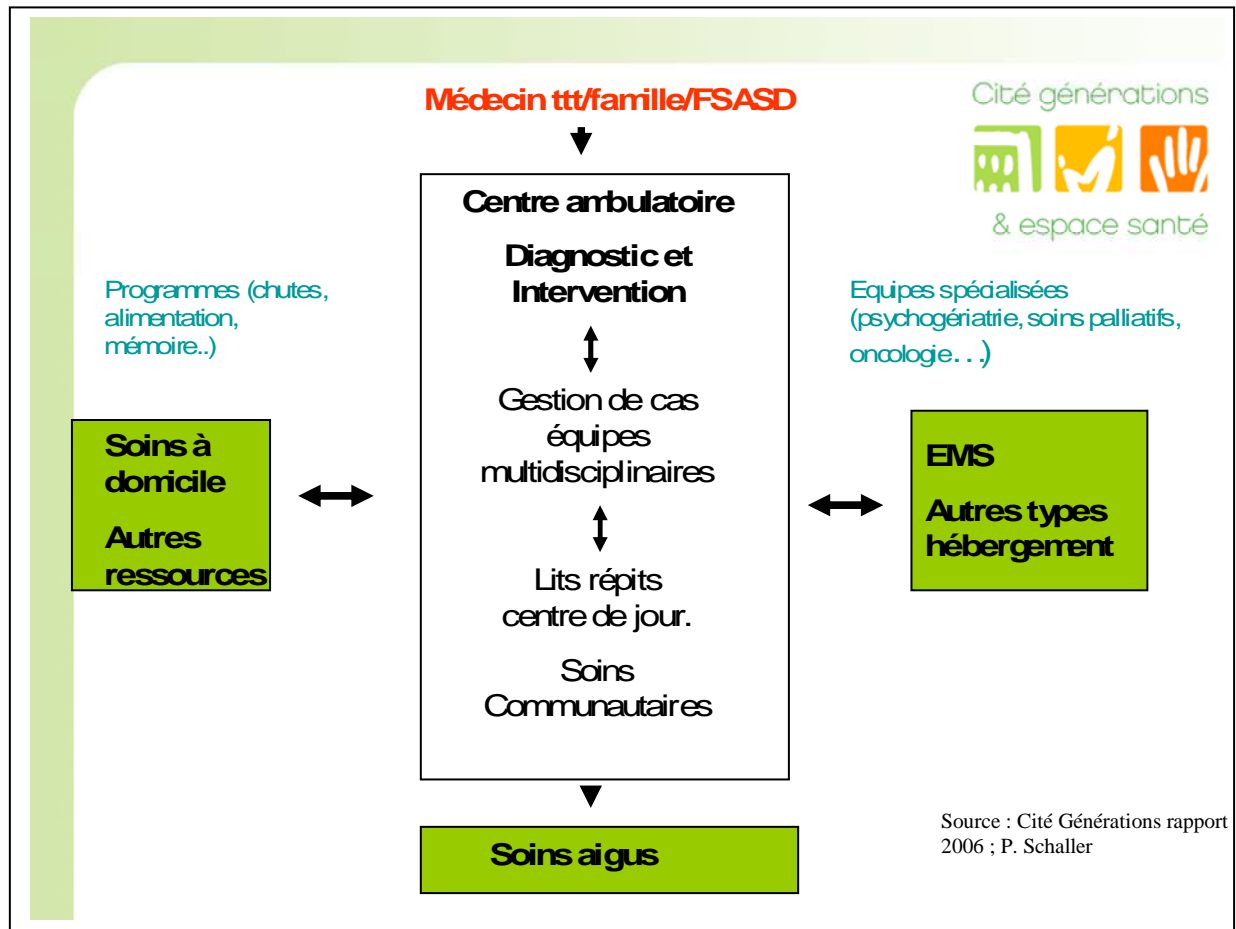 Médecin ttt/famille/FSASD
Cité générations
& espace santé
Centre ambulatoire
Diagnostic et
Intervention
Programmes (chutes,
alimentation,
mémoire..)
Equipes spécialisées
(psychogériatrie, soins palliatifs,
oncologie...)
Gestion de cas
équipes
multidisciplinaires
Soins à
domicile
Autres
ressources
EMS
Autres types
hébergement
Lits répits
centre de jour.
Soins
Communautaires
Soins aigus
Source : Cité Générations rapport
2006 ; P. Schaller